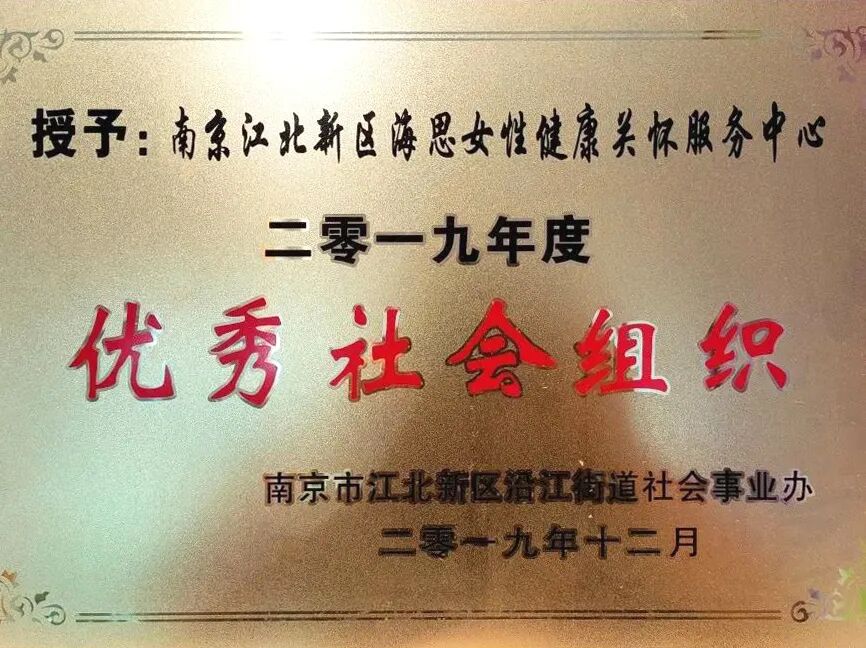 授予：南京江北新区海思女性健康关怀服务中心
二零一九年度
优秀社会组织
南京市江北新区沿江街道社会事业办
二零一九年十二月